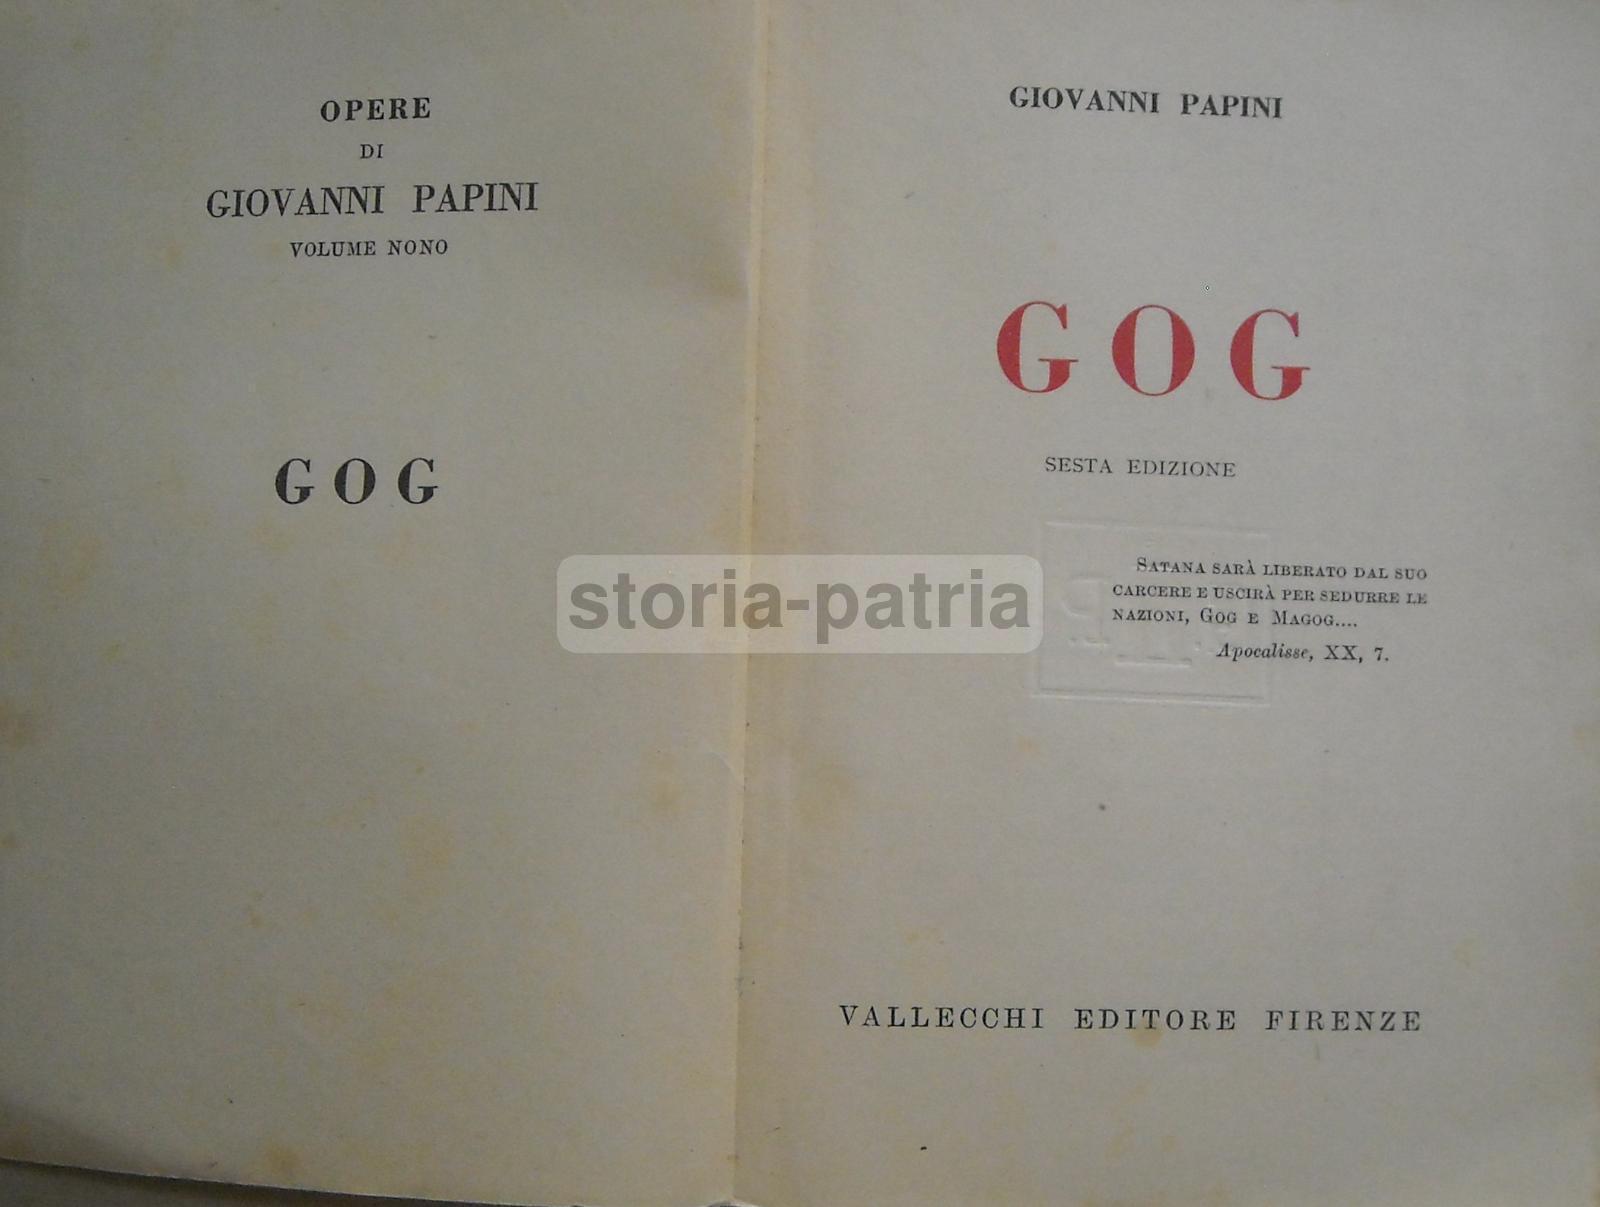 OPERE
DI
GIOVANNI PAPINI
VOLUME NONO
GOG
GIOVANNI PAPINI
GOG
SESTA EDIZIONE
SATANA SARÀ LIBERATO DAL SUO
CARCERE E USCIRÀ PER SEDURRE LE
NAZIONI, GOG E MAGOG....
Apocalisse, XX, 7.
VALLECCHI EDITORE FIRENZE
storia-patria